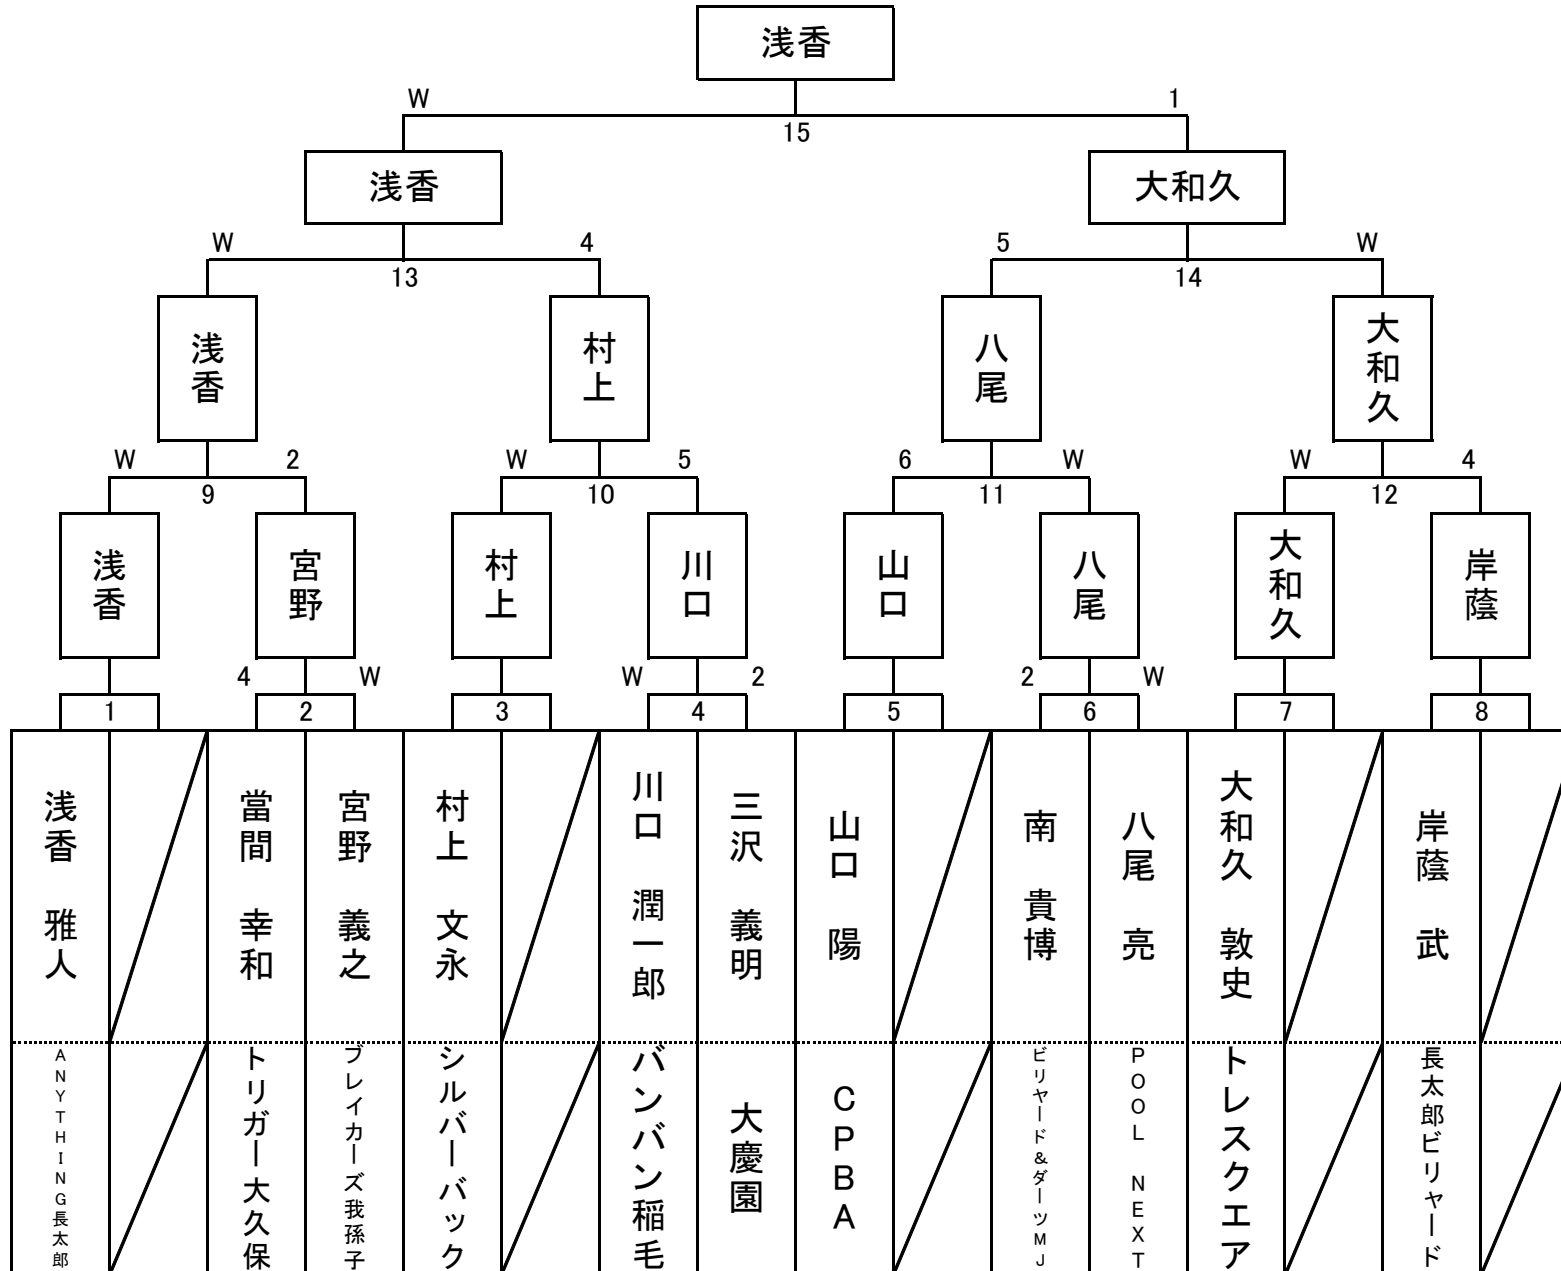 浅香
W 1
15
浅香 大和久
W 4 5 W
13 14
浅香 村上 八尾 大和久
W 2 W 5 6 W W 4
9 10 11 12
浅香 宮野 村上 川口 山口 八尾 大和久 岸蔭
4 W W 2 2 W
1 2 3 4 5 6 7 8
浅香 雅人
當間 幸和
宮野 義之
村上 文永
川口 潤一郎
三沢 義明
山口 陽
南 貴博
八尾 亮
大和久 敦史
岸蔭 武
ANYTHING長太郎
トリガー大久保
ブレイカーズ我孫子
シルバーバック
バンバン稲毛
大慶園
CPBA
ビリヤード&ダーツMJ
POOL NEXT
トレスクエア
長太郎ビリヤード